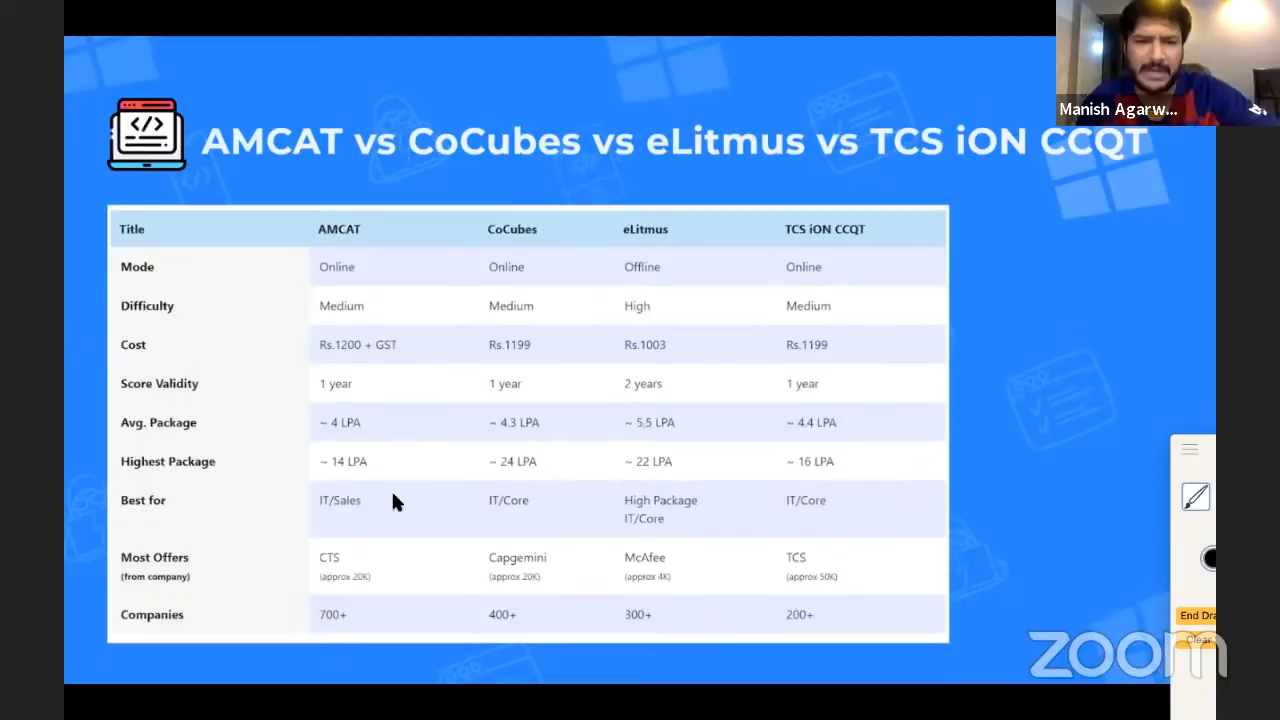 Manish Agarw...
</>
AMCAT vs CoCubes vs eLitmus vs TCS iON CCQT
Title AMCAT CoCubes eLitmus TCS iON CCQT
Mode Online Online Offline Online
Difficulty Medium Medium High Medium
Cost Rs.1200 + GST Rs.1199 Rs.1003 Rs.1199
Score Validity 1 year 1 year 2 years 1 year
Avg. Package ~ 4 LPA ~ 4.3 LPA ~ 5.5 LPA ~ 4.4 LPA
Highest Package ~ 14 LPA ~ 24 LPA ~ 22 LPA ~ 16 LPA
Best for IT/Sales IT/Core High Package IT/Core
IT/Core
Most Offers CTS Capgemini McAfee TCS
(from company) (approx 20K) (approx 20K) (approx 4K) (approx 50K)
Companies 700+ 400+ 300+ 200+
End Dra
Clear
zoom